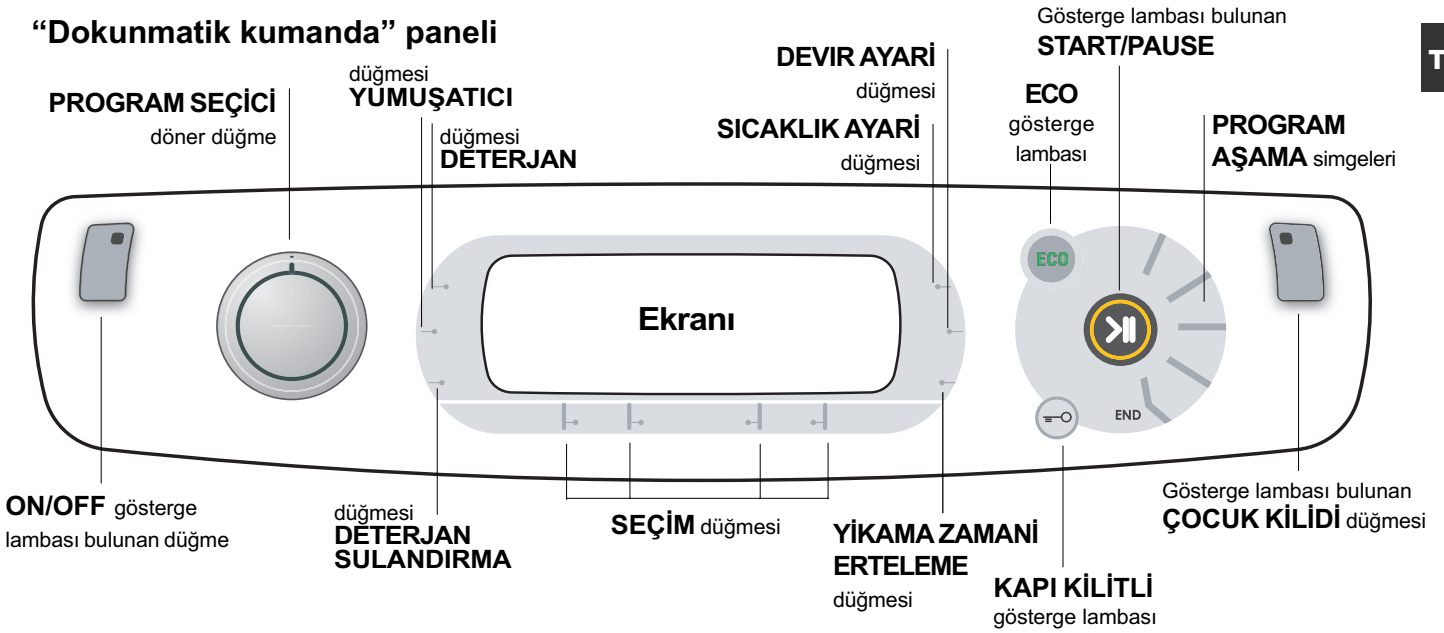 “Dokunmatik kumanda” paneli
PROGRAM SEÇİCİ
döner düğme
düğmesi
YUMUŞATICI
düğmesi
DETERJAN
DEVIR AYARİ
düğmesi
SICAKLIK AYARİ
düğmesi
Gösterge lambası bulunan
START/PAUSE
ECO
gösterge
lambası
PROGRAM
AŞAMA simgeleri
T
Ekranı
ECO
END
ON/OFF gösterge
lambası bulunan düğme
düğmesi
DETERJAN
SULANDIRMA
SEÇİM düğmesi
YİKAMA ZAMANİ
ERTELEME
düğmesi
KAPI KİLİTLİ
gösterge lambası
Gösterge lambası bulunan
ÇOCUK KİLİDİ düğmesi